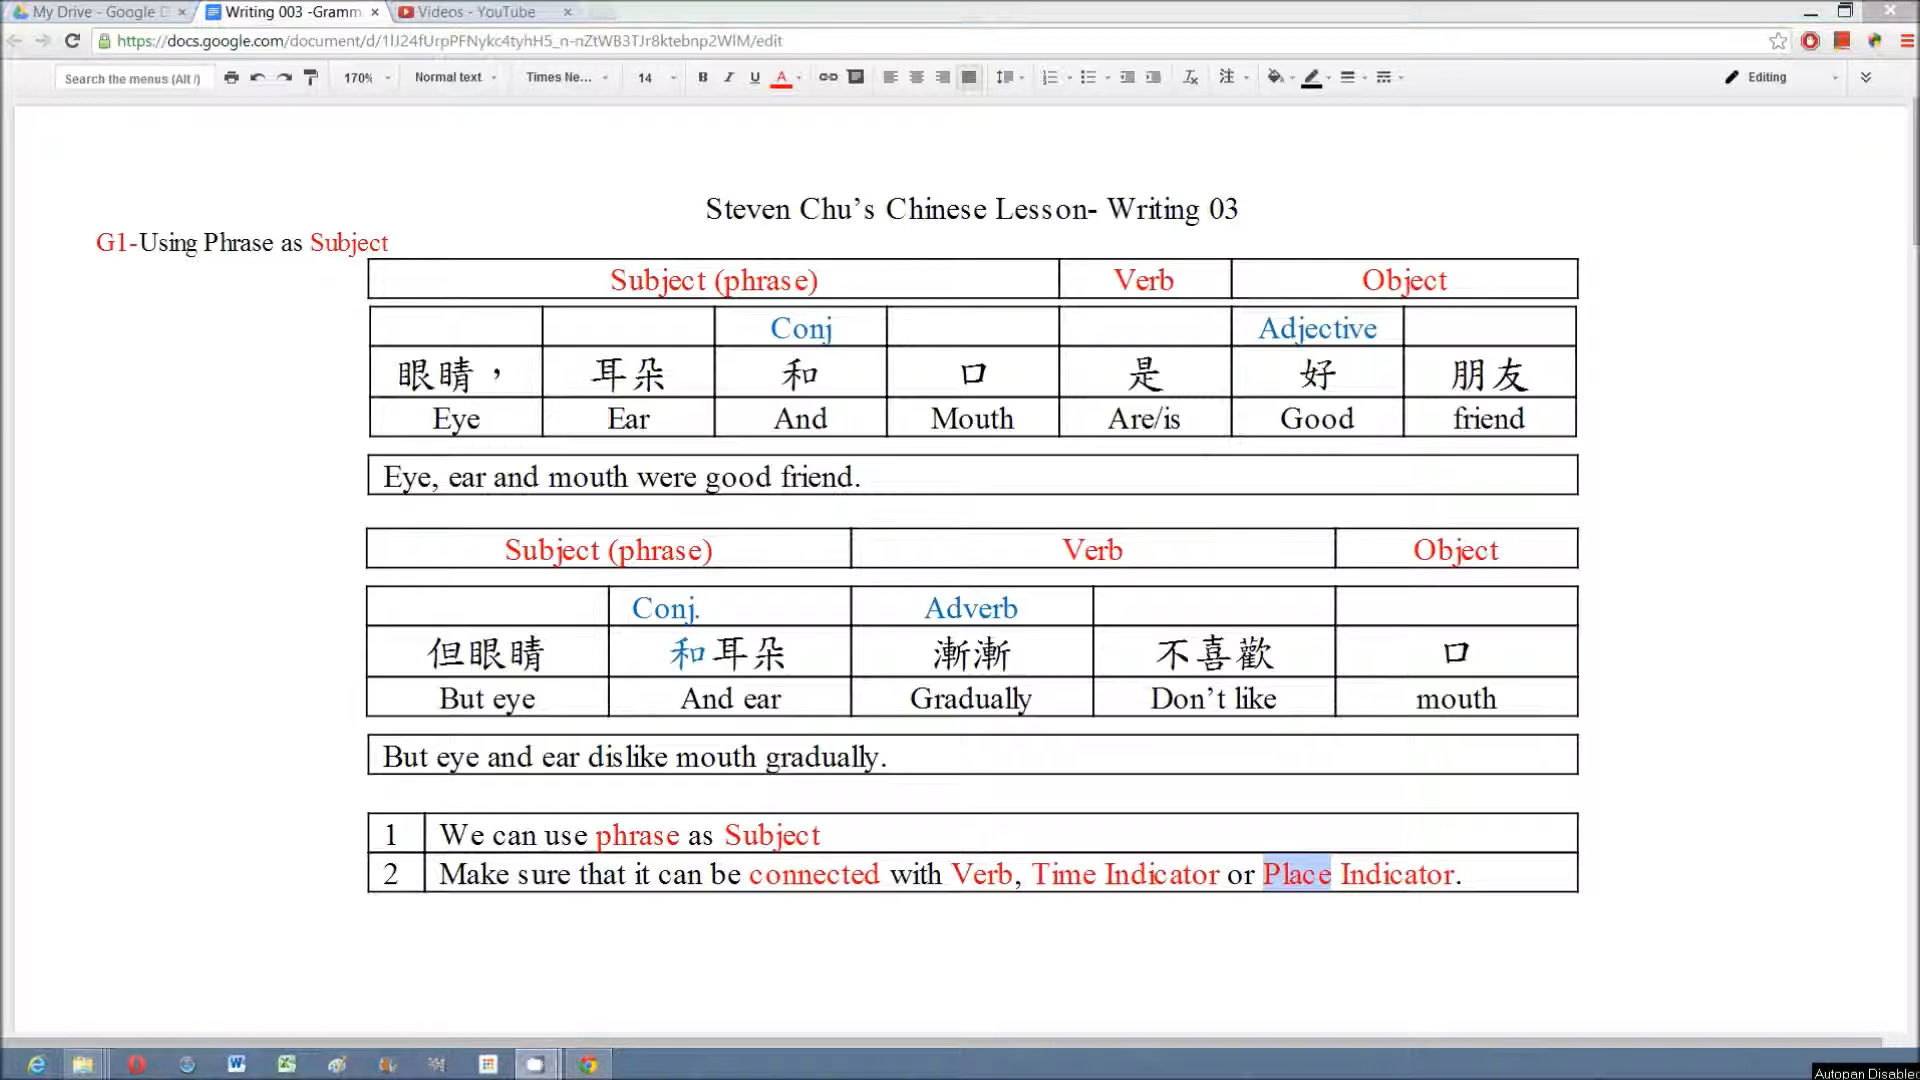 My Drive - Google D
Writing 003 -Gramm
Videos - YouTube
https://docs.google.com/document/d/1lJ24fUrpPFNykc4tyhH5_n-nZtWB3TJr8ktebnp2WlM/edit
Search the menus (Alt /)
170%
Normal text
Times Ne...
14
B
I
U
A
注
Editing
Steven Chu’s Chinese Lesson- Writing 03
G1-Using Phrase as Subject
Subject (phrase) Verb Object
Conj Adjective
眼睛， 耳朵 和 口 是 好 朋友
Eye Ear And Mouth Are/is Good friend
Eye, ear and mouth were good friend.
Subject (phrase) Verb Object
Conj. Adverb
但眼睛 和耳朵 漸漸 不喜歡 口
But eye And ear Gradually Don’t like mouth
But eye and ear dislike mouth gradually.
1 We can use phrase as Subject
2 Make sure that it can be connected with Verb, Time Indicator or Place Indicator.
Autopan Disabled